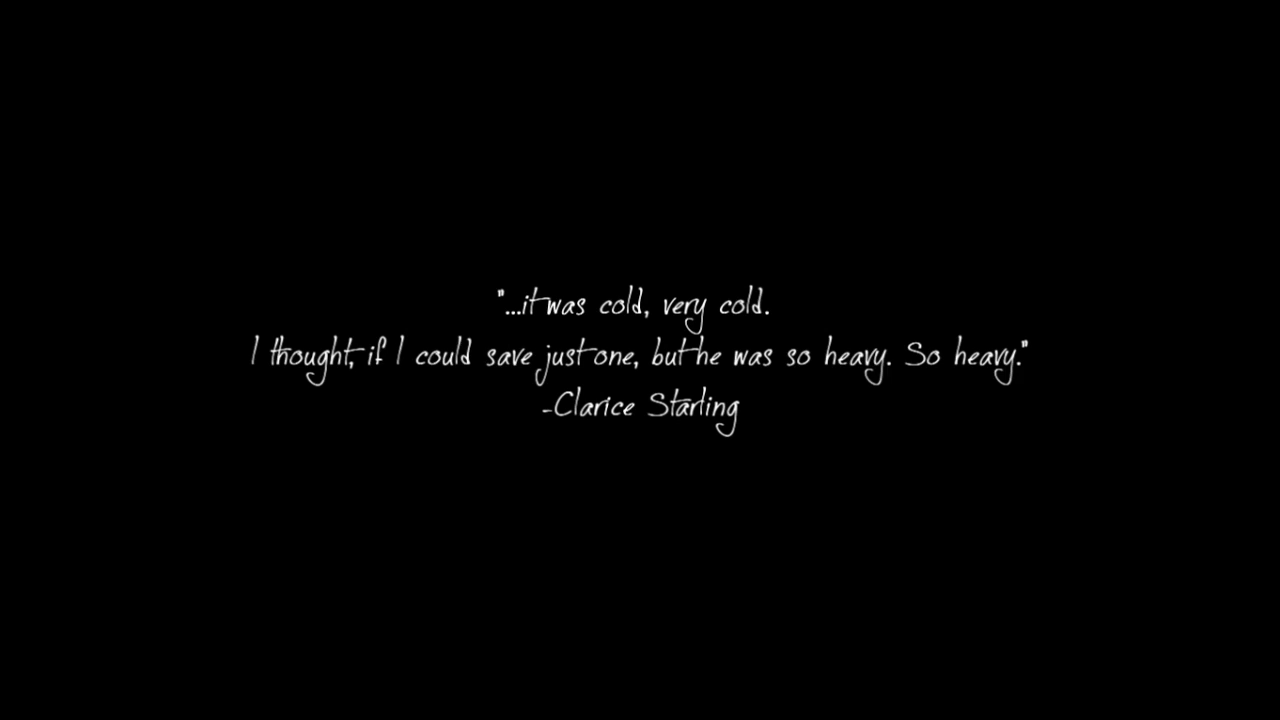 "...it was cold, very cold.
I thought, if I could save just one, but he was so heavy. So heavy."
-Clarice Starling